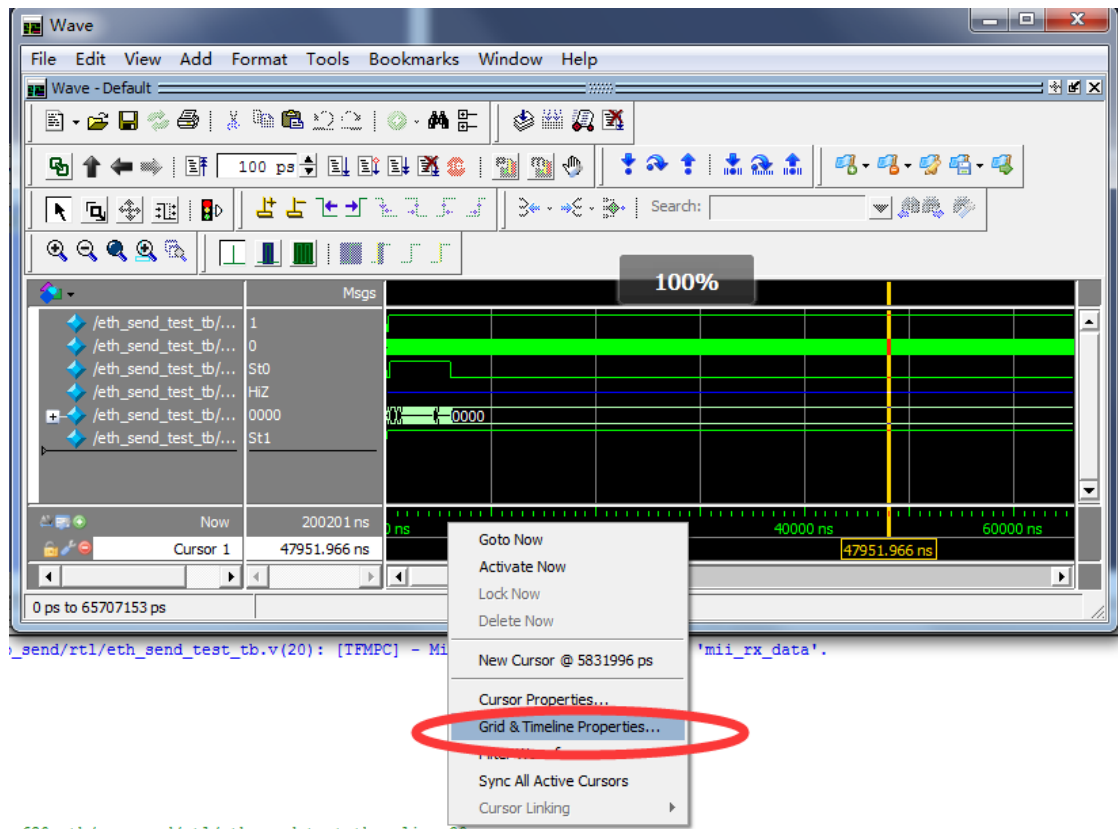 Wave
File Edit View Add Format Tools Bookmarks Window Help
Wave - Default
100 ps
Search:
100%
Msgs
/eth_send_test_tb/... 1
/eth_send_test_tb/... 0
/eth_send_test_tb/... St0
/eth_send_test_tb/... HiZ
/eth_send_test_tb/... 0000 0000
/eth_send_test_tb/... St1
Now 200201 ns 0 ns 40000 ns 60000 ns
Cursor 1 47951.966 ns 47951.966 ns
0 ps to 65707153 ps
Goto Now
Activate Now
Lock Now
Delete Now
_send/rtl/eth_send_test_tb.v(20): [TFMPC] - Mi 'mii_rx_data'.
New Cursor @ 5831996 ps
Cursor Properties...
Grid & Timeline Properties...
Sync All Active Cursors
Cursor Linking